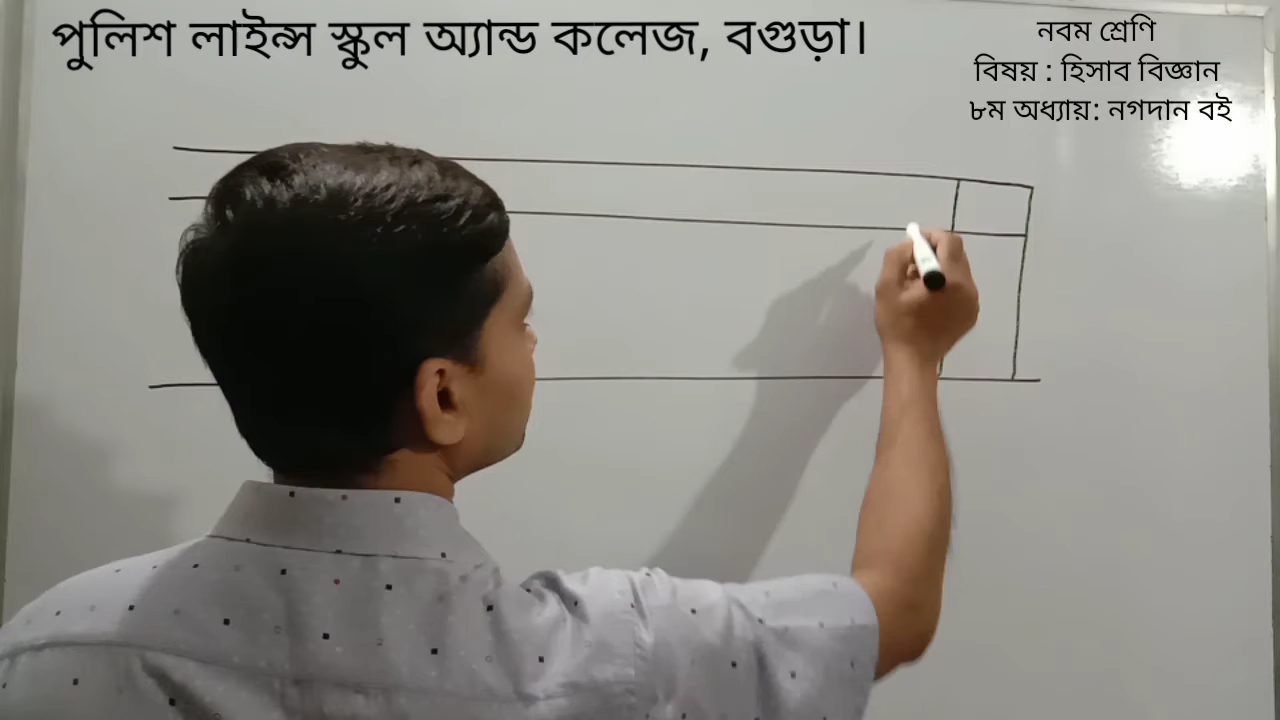 পুলিশ লাইন্স স্কুল অ্যান্ড কলেজ, বগুড়া।
নবম শ্রেণি
বিষয় : হিসাব বিজ্ঞান
৮ম অধ্যায়: নগদান বই